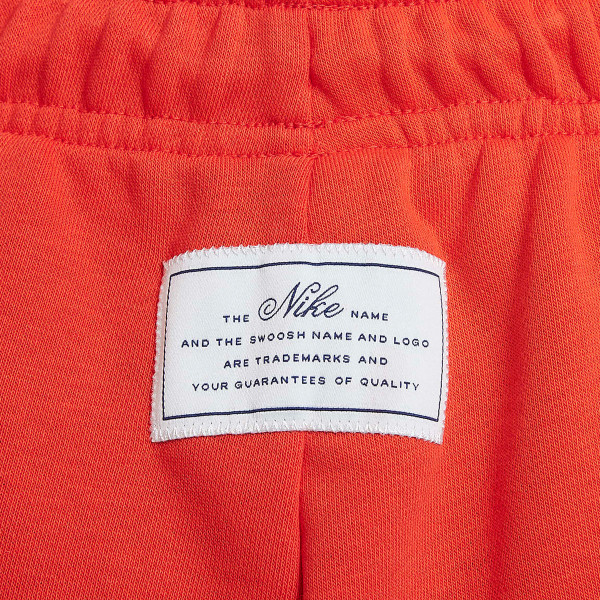 THE Nike NAME
AND THE SWOOSH NAME AND LOGO
ARE TRADEMARKS AND
YOUR GUARANTEES OF QUALITY